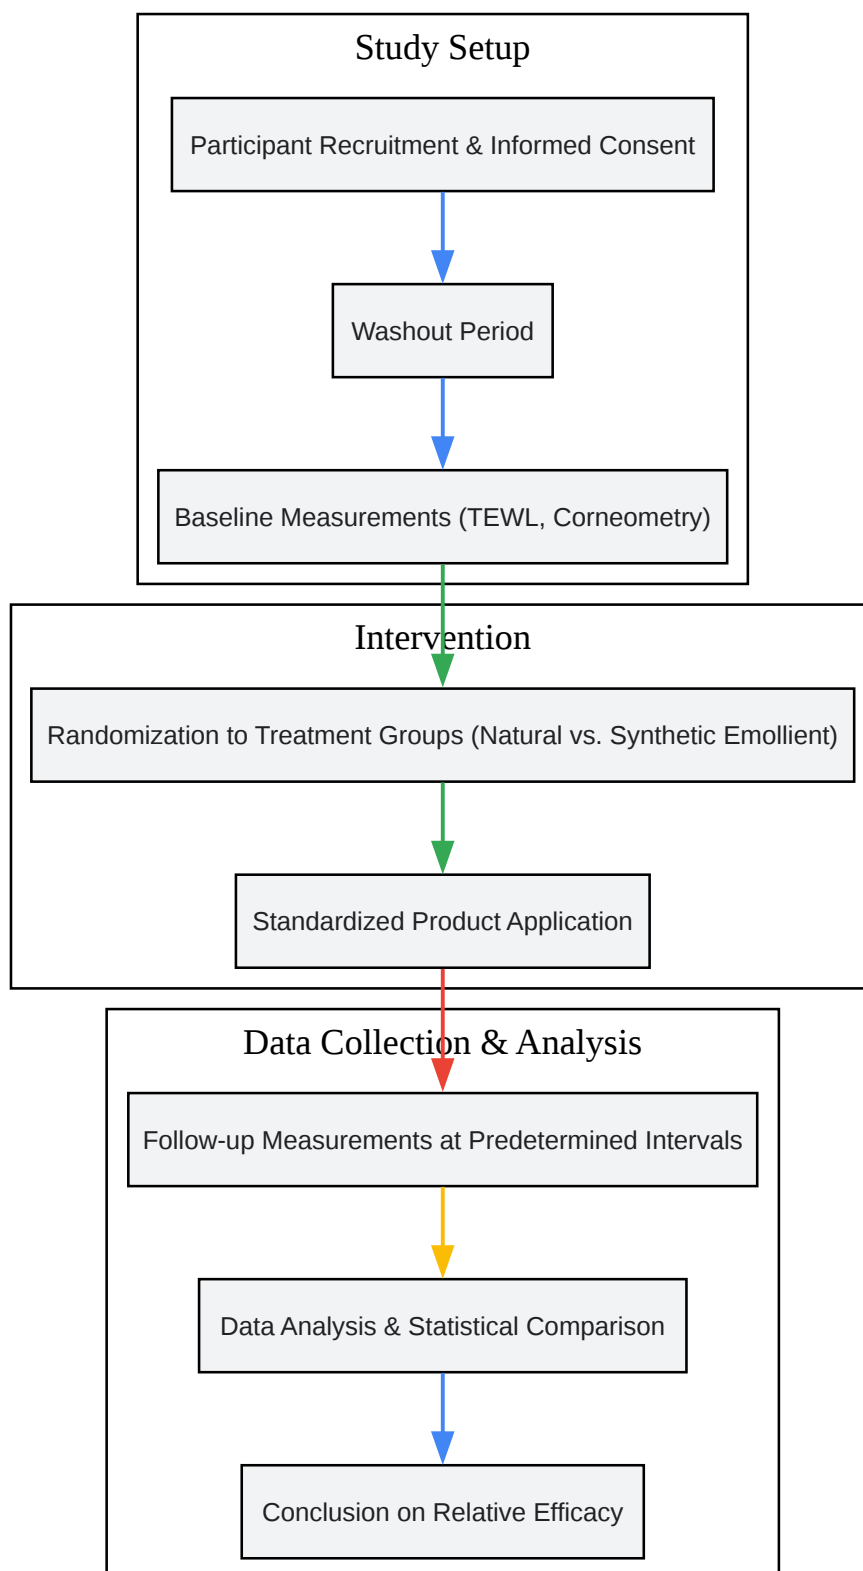 Study Setup
Participant Recruitment & Informed Consent
Washout Period
Baseline Measurements (TEWL, Corneometry)
Intervention
Randomization to Treatment Groups (Natural vs. Synthetic Emollient)
Standardized Product Application
Data Collection & Analysis
Follow-up Measurements at Predetermined Intervals
Data Analysis & Statistical Comparison
Conclusion on Relative Efficacy